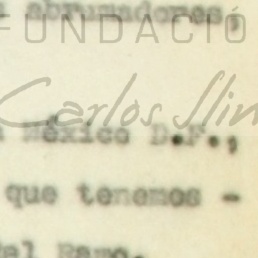 abrumadores,
FUNDACIÓ
Carlos Slim
México D.F.,
que tenemos -
del Ramo.